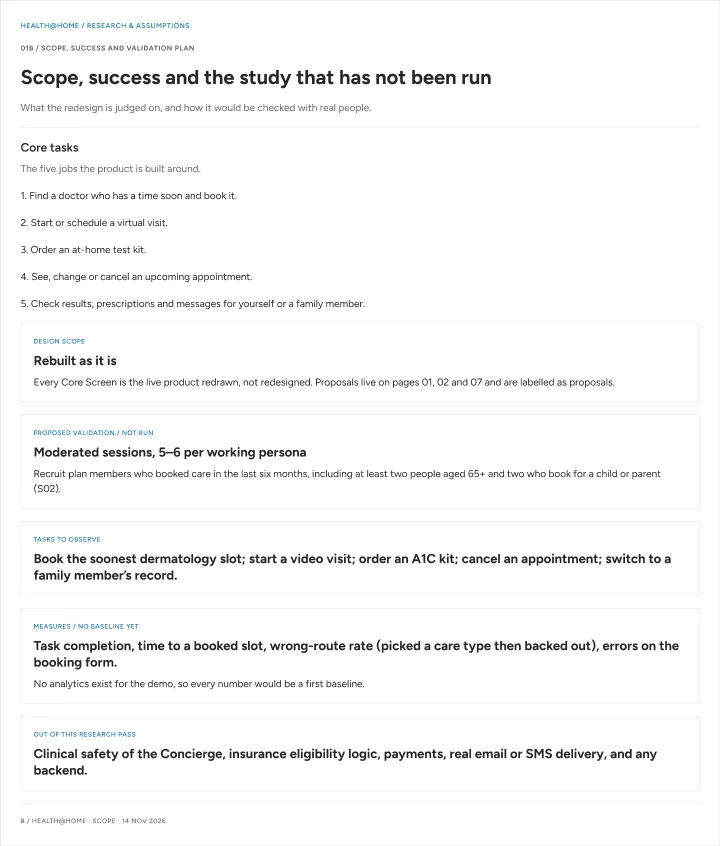 HEALTH@HOME / RESEARCH & ASSUMPTIONS
01B / SCOPE, SUCCESS AND VALIDATION PLAN
Scope, success and the study that has not been run
What the redesign is judged on, and how it would be checked with real people.
Core tasks
The five jobs the product is built around.
1. Find a doctor who has a time soon and book it.
2. Start or schedule a virtual visit.
3. Order an at-home test kit.
4. See, change or cancel an upcoming appointment.
5. Check results, prescriptions and messages for yourself or a family member.
DESIGN SCOPE
Rebuilt as it is
Every Core Screen is the live product redrawn, not redesigned. Proposals live on pages 01, 02 and 07 and are labelled as proposals.
PROPOSED VALIDATION / NOT RUN
Moderated sessions, 5–6 per working persona
Recruit plan members who booked care in the last six months, including at least two people aged 65+ and two who book for a child or parent
(S02).
TASKS TO OBSERVE
Book the soonest dermatology slot; start a video visit; order an A1C kit; cancel an appointment; switch to a
family member’s record.
MEASURES / NO BASELINE YET
Task completion, time to a booked slot, wrong-route rate (picked a care type then backed out), errors on the
booking form.
No analytics exist for the demo, so every number would be a first baseline.
OUT OF THIS RESEARCH PASS
Clinical safety of the Concierge, insurance eligibility logic, payments, real email or SMS delivery, and any
backend.
B / HEALTH@HOME · SCOPE · 14 NOV 2026